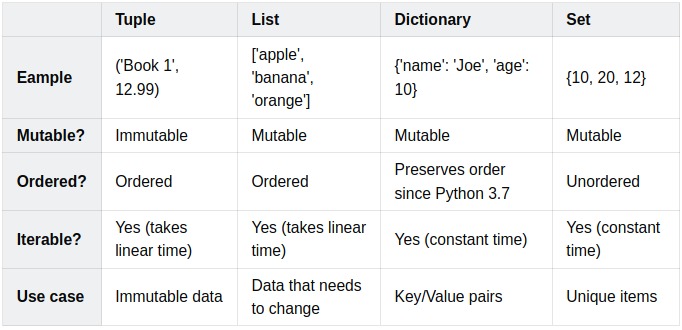 Tuple List Dictionary Set
Eample ('Book 1', 12.99) ['apple', 'banana', 'orange'] {'name': 'Joe', 'age': 10} {10, 20, 12}
Mutable? Immutable Mutable Mutable Mutable
Ordered? Ordered Ordered Preserves order since Python 3.7 Unordered
Iterable? Yes (takes linear time) Yes (takes linear time) Yes (constant time) Yes (constant time)
Use case Immutable data Data that needs to change Key/Value pairs Unique items